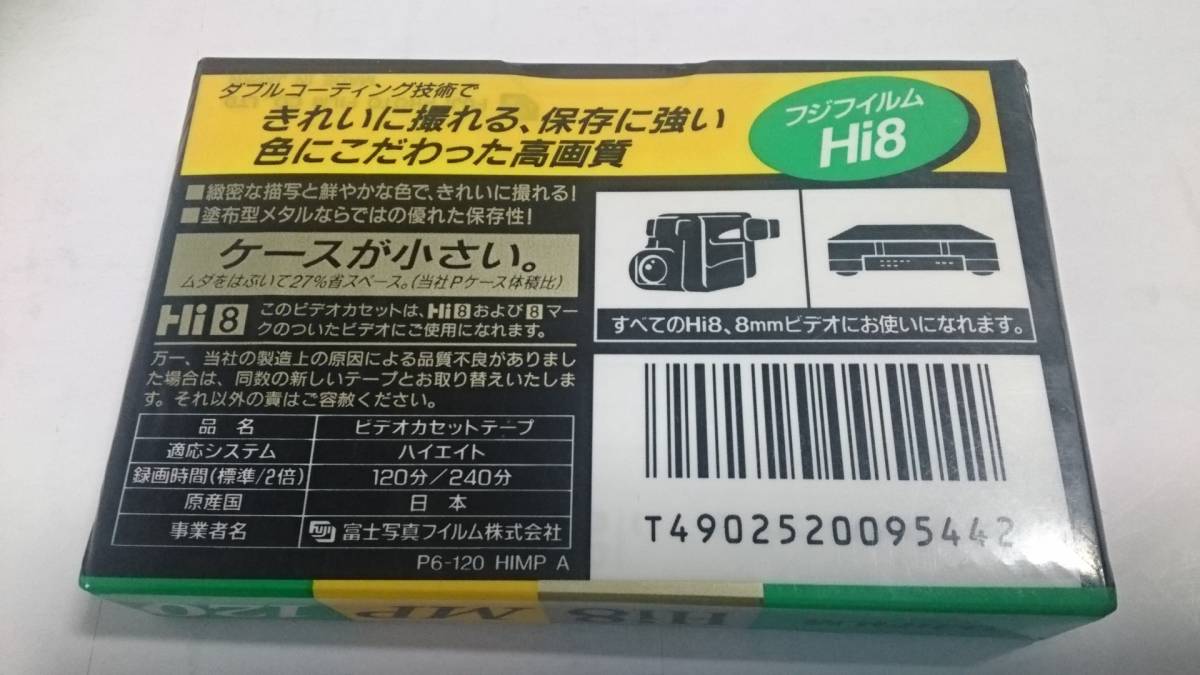 ダブルコーティング技術で
きれいに撮れる、保存に強い
色にこだわった高画質
フジフイルム
Hi8
■緻密な描写と鮮やかな色で、きれいに撮れる!
■塗布型メタルならではの優れた保存性!
ケースが小さい。
ムダをはぶいて27%省スペース。(当社Pケース体積比)
Hi8 このビデオカセットは、Hi8および8マー
クのついたビデオにご使用になれます。
すべてのHi8、8mmビデオにお使いになれます。
万一、当社の製造上の原因による品質不良がありまし
た場合は、同数の新しいテープとお取り替えいたしま
す。それ以外の責はご容赦ください。
品 名 ビデオカセットテープ
適応システム ハイエイト
録画時間(標準/2倍) 120分/240分
原産国 日 本
事業者名 FUJI 富士写真フイルム株式会社
P6-120 HIMP A
T4902520095442
Hi8 MP 120